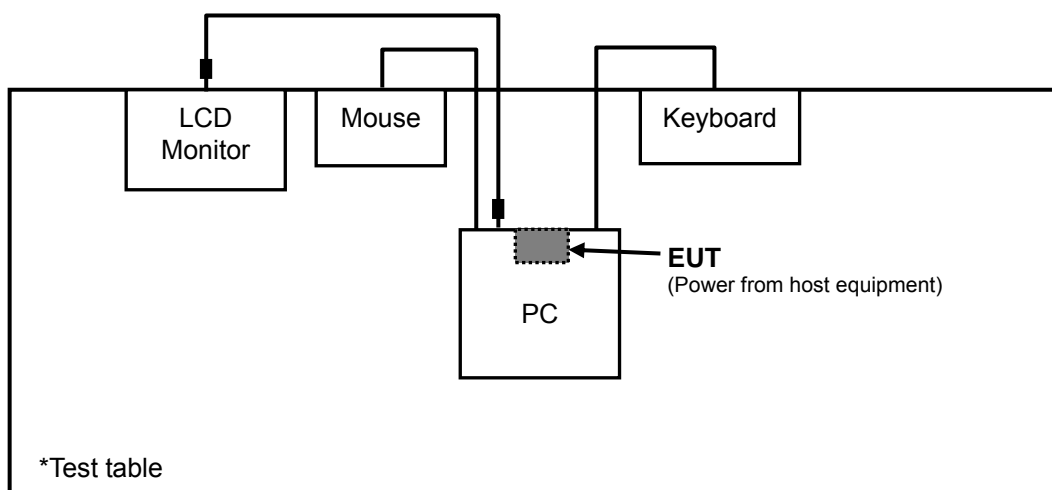 LCD
Monitor
Mouse
Keyboard
EUT
(Power from host equipment)
PC
*Test table